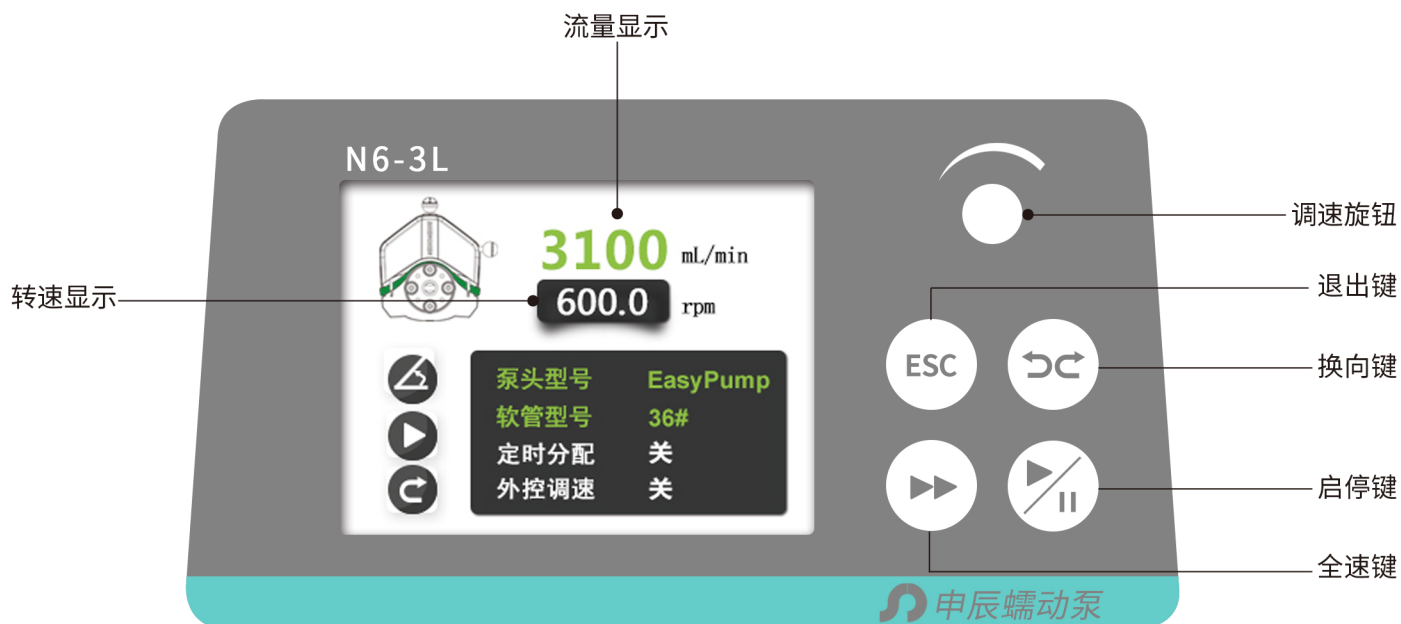 流量显示
N6-3L
3100 mL/min
转速显示
600.0 rpm
调速旋钮
退出键
ESC
换向键
泵头型号 EasyPump
软管型号 36#
定时分配 关
外控调速 关
启停键
全速键
申辰蠕动泵